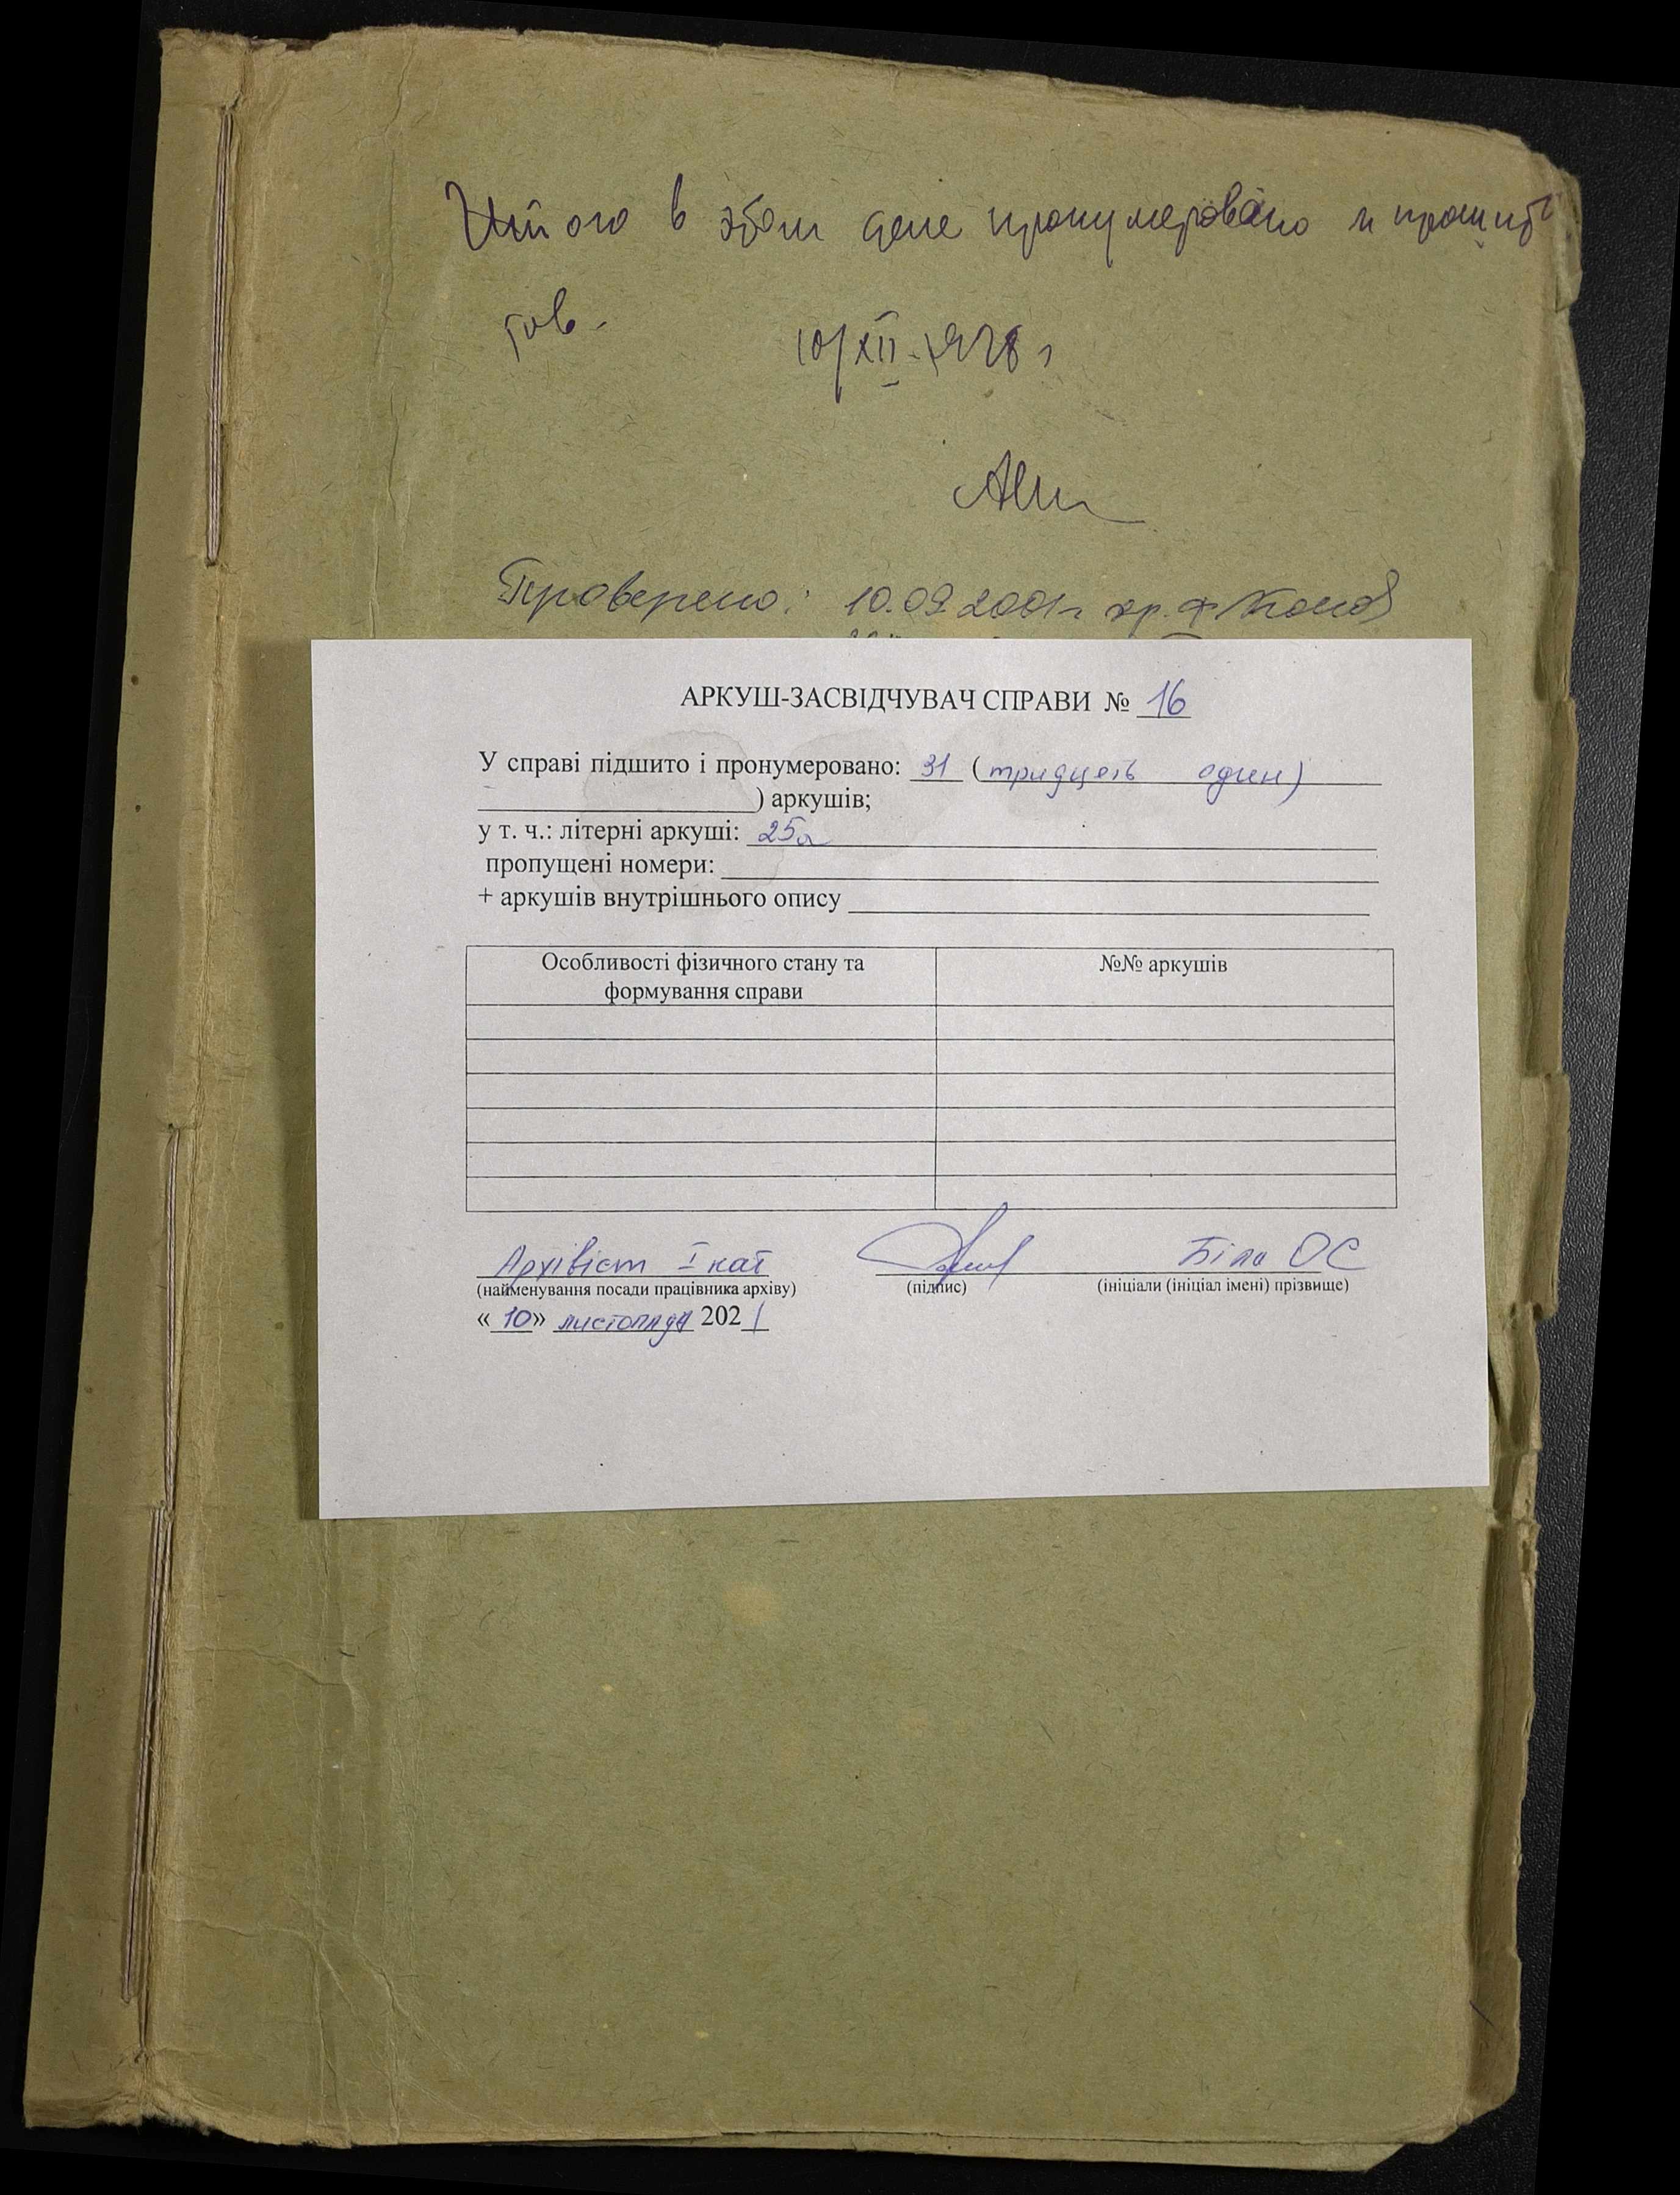 Итого в этом деле пронумеровано и прошито
10/XII-1928 г
Проверено: 10.09.2001г
АРКУШ-ЗАСВІДЧУВАЧ СПРАВИ № 16
У справі підшито і пронумеровано: 31 (тридцять один)
) аркушів;
у т. ч.: літерні аркуші: 25а
пропущені номери:
+ аркушів внутрішнього опису
Особливості фізичного стану та
формування справи
№№ аркушів
Архівіст I кат Біла ОС
(найменування посади працівника архіву) (підпис) (ініціали (ініціал імені) прізвище)
«10» листопада 2021